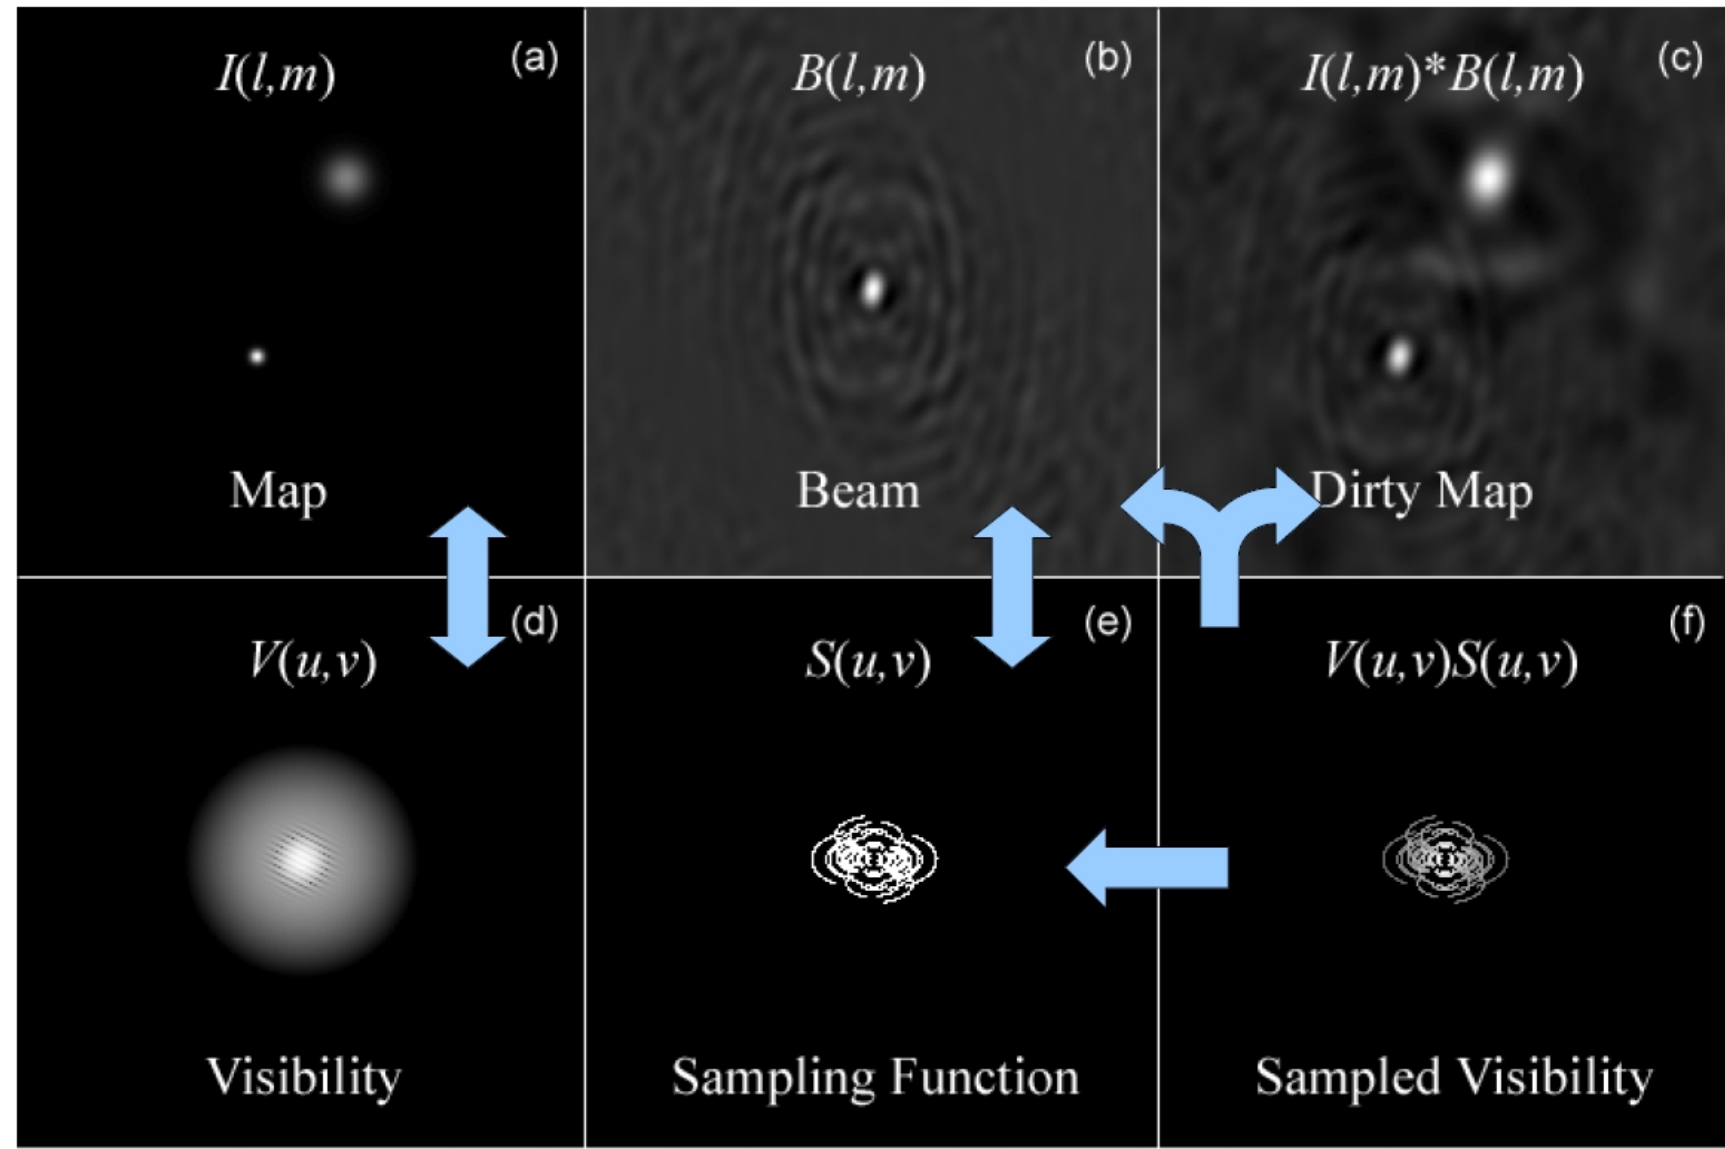 (a)
I(l,m)
Map
(b)
B(l,m)
Beam
(c)
I(l,m)*B(l,m)
Dirty Map
(d)
V(u,v)
Visibility
(e)
S(u,v)
Sampling Function
(f)
V(u,v)S(u,v)
Sampled Visibility